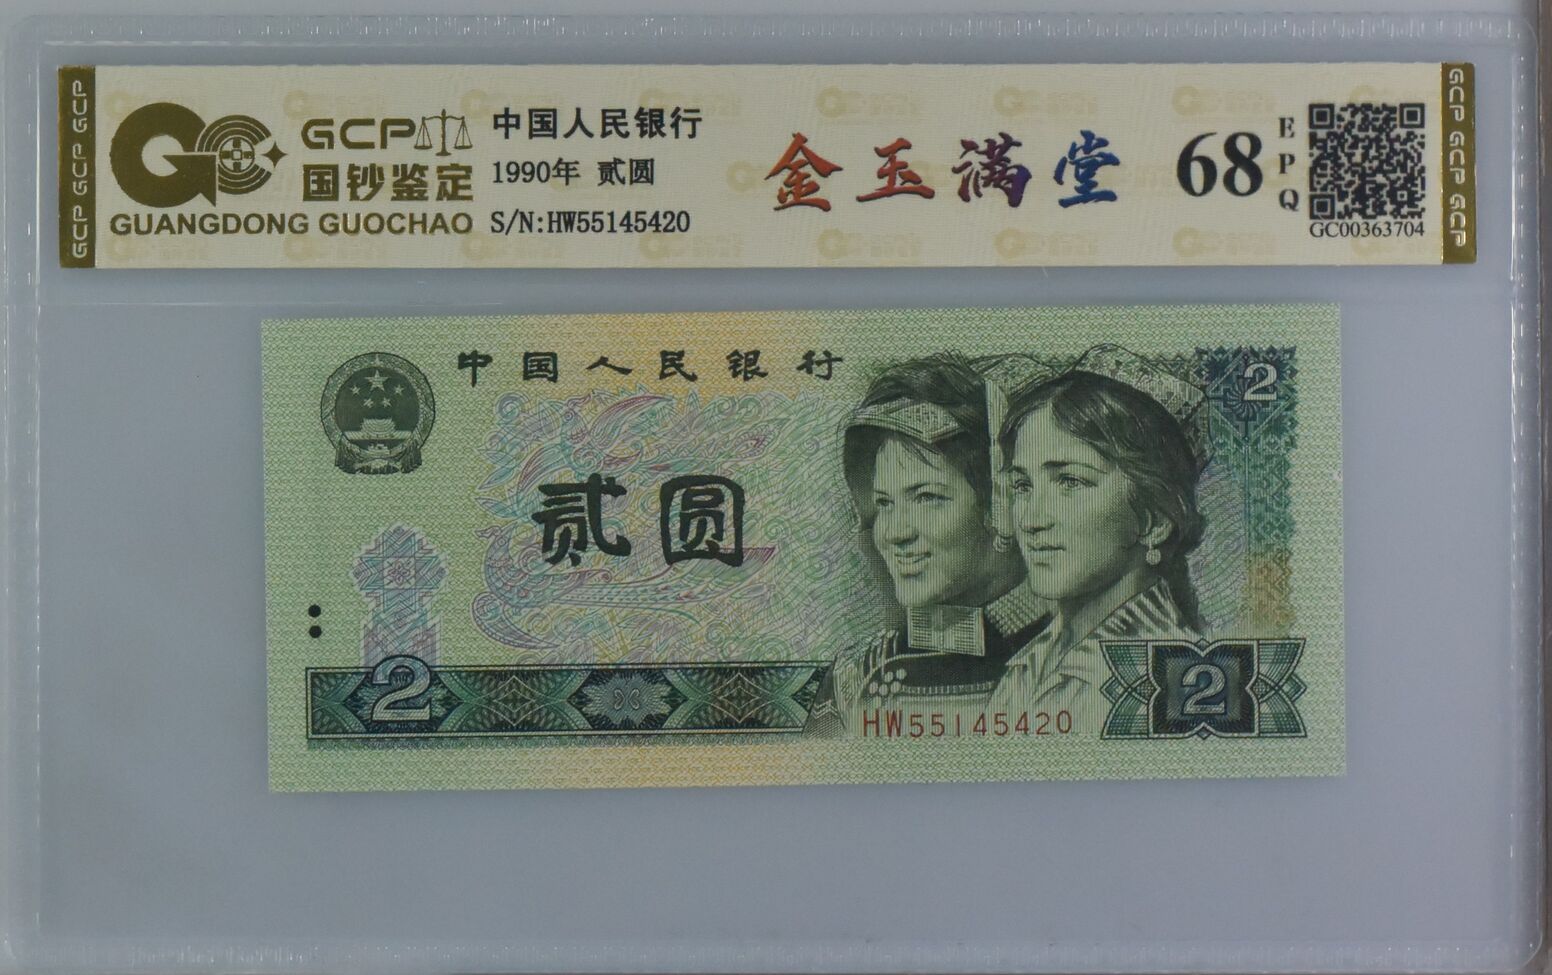 GCP GCP GCP
GCP
国钞鉴定
GUANGDONG GUOCHAO
中国人民银行
1990年 贰圆
S/N:HW55145420
金玉满堂
68
EPQ
GC00363704
GCP GCP GCP
中国人民银行
2
贰圆
2
HW55145420
2